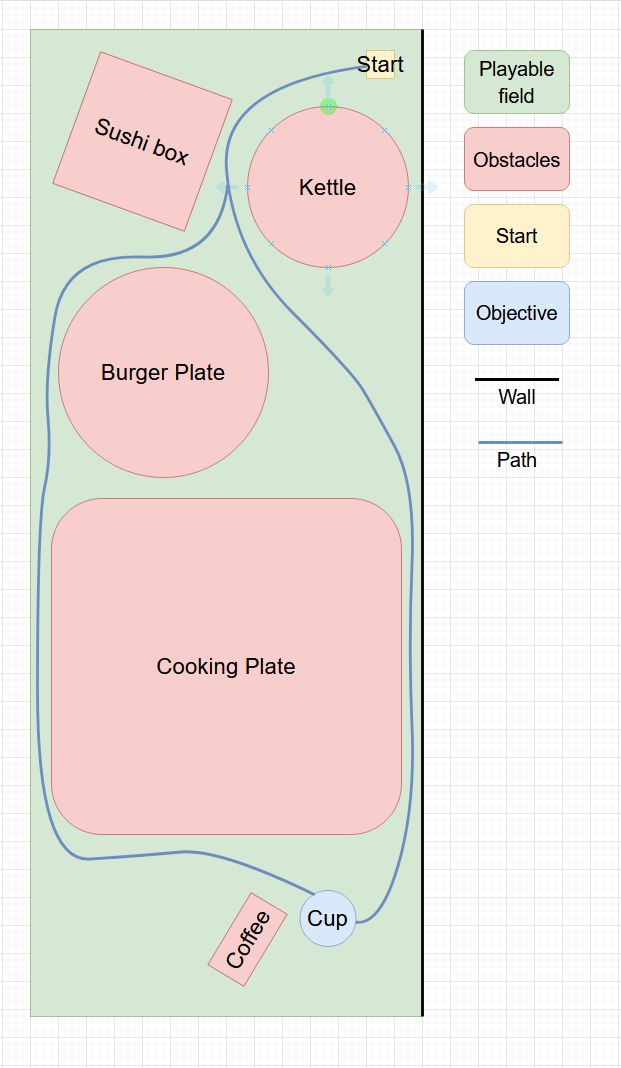 Start
Sushi box
Kettle
Burger Plate
Cooking Plate
Cup
Coffee
Playable
field
Obstacles
Start
Objective
Wall
Path